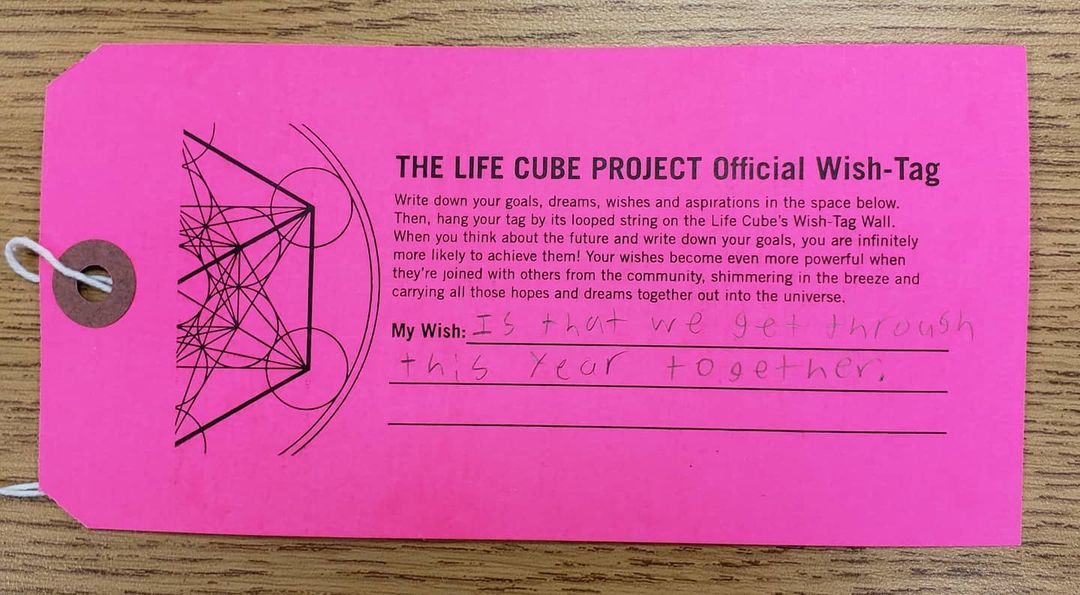 THE LIFE CUBE PROJECT Official Wish-Tag
Write down your goals, dreams, wishes and aspirations in the space below.
Then, hang your tag by its looped string on the Life Cube's Wish-Tag Wall.
When you think about the future and write down your goals, you are infinitely
more likely to achieve them! Your wishes become even more powerful when
they're joined with others from the community, shimmering in the breeze and
carrying all those hopes and dreams together out into the universe.
My Wish: Is that we get through
this Year together.